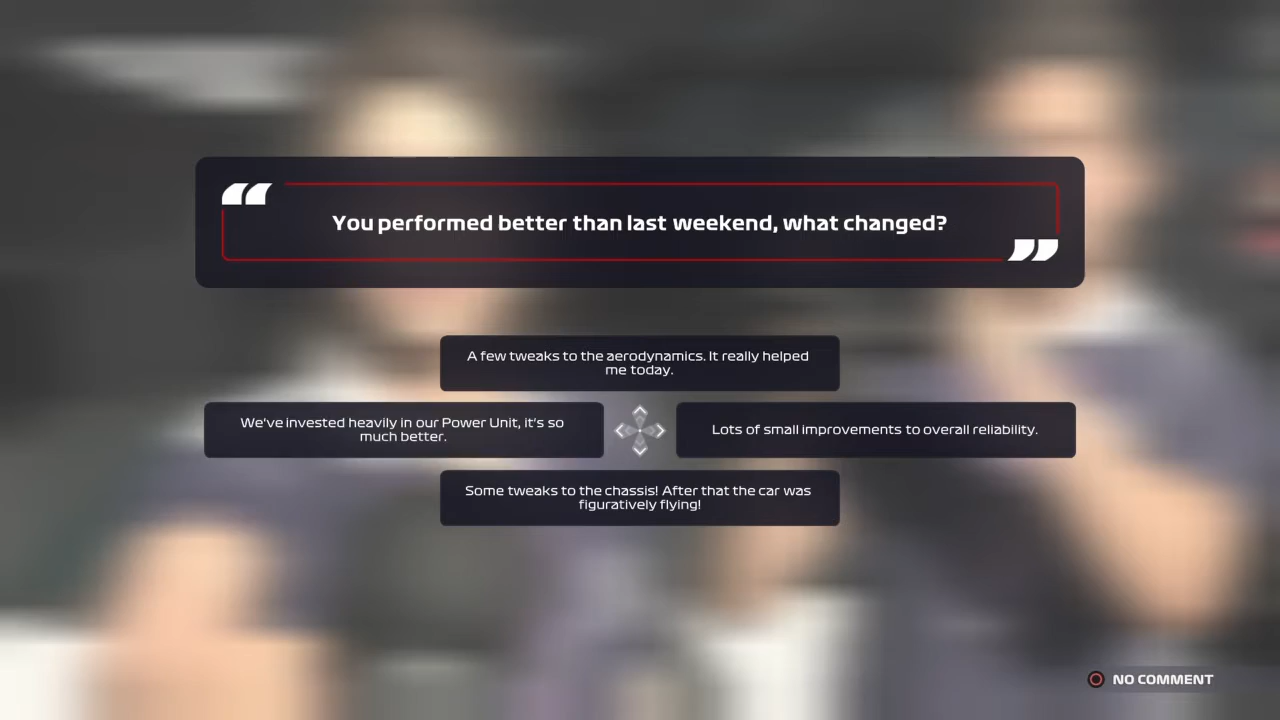 You performed better than last weekend, what changed?
A few tweaks to the aerodynamics. It really helped
me today.
We've invested heavily in our Power Unit, it's so
much better.
Lots of small improvements to overall reliability.
Some tweaks to the chassis! After that the car was
figuratively flying!
NO COMMENT